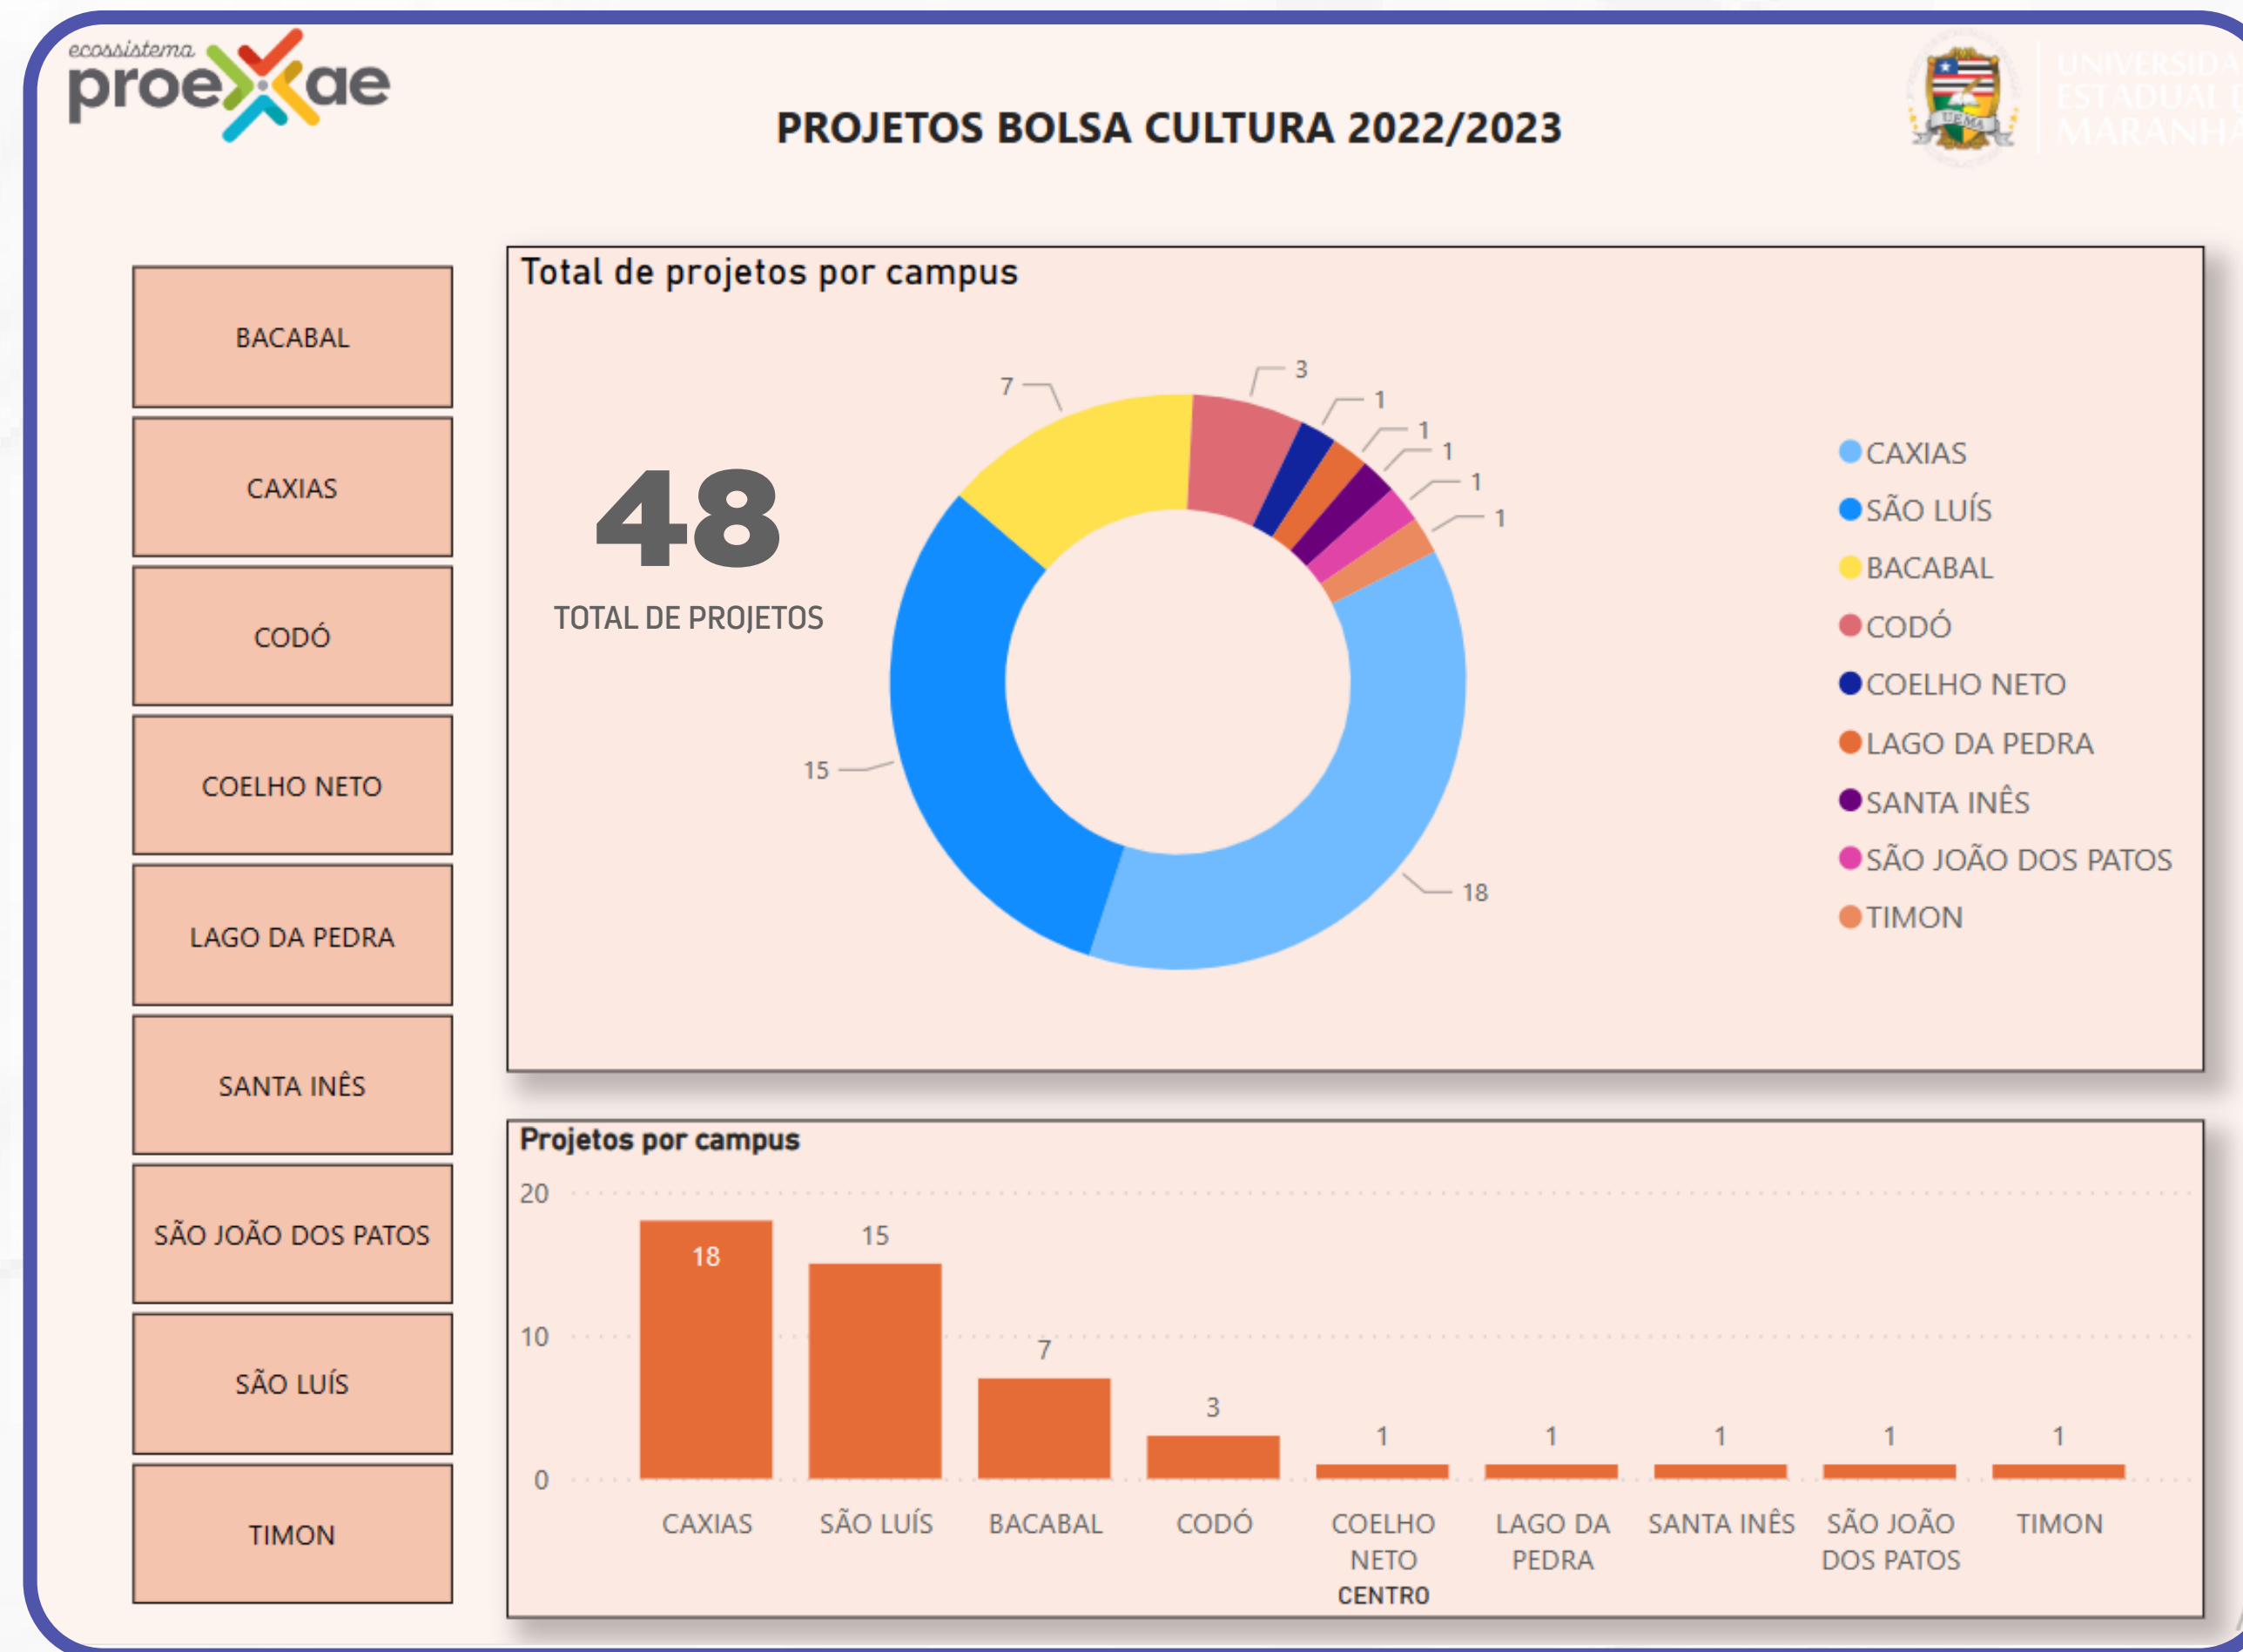 ecossistema
proexae
PROJETOS BOLSA CULTURA 2022/2023
UEMA
BACABAL
CAXIAS
CODÓ
COELHO NETO
LAGO DA PEDRA
SANTA INÊS
SÃO JOÃO DOS PATOS
SÃO LUÍS
TIMON
Total de projetos por campus
48
TOTAL DE PROJETOS
7
3
1
1
1
1
1
15
18
CAXIAS
SÃO LUÍS
BACABAL
CODÓ
COELHO NETO
LAGO DA PEDRA
SANTA INÊS
SÃO JOÃO DOS PATOS
TIMON
Projetos por campus
20
10
0
18
15
7
3
1
1
1
1
1
CAXIAS
SÃO LUÍS
BACABAL
CODÓ
COELHO
NETO
LAGO DA
PEDRA
SANTA INÊS
SÃO JOÃO
DOS PATOS
TIMON
CENTRO